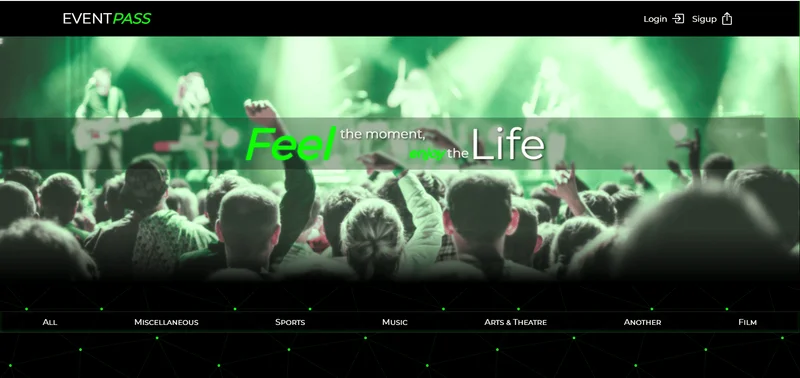 EVENTPASS
Login Sigup
Feel the moment,
enjoy the Life
All Miscellaneous Sports Music Arts & Theatre Another Film